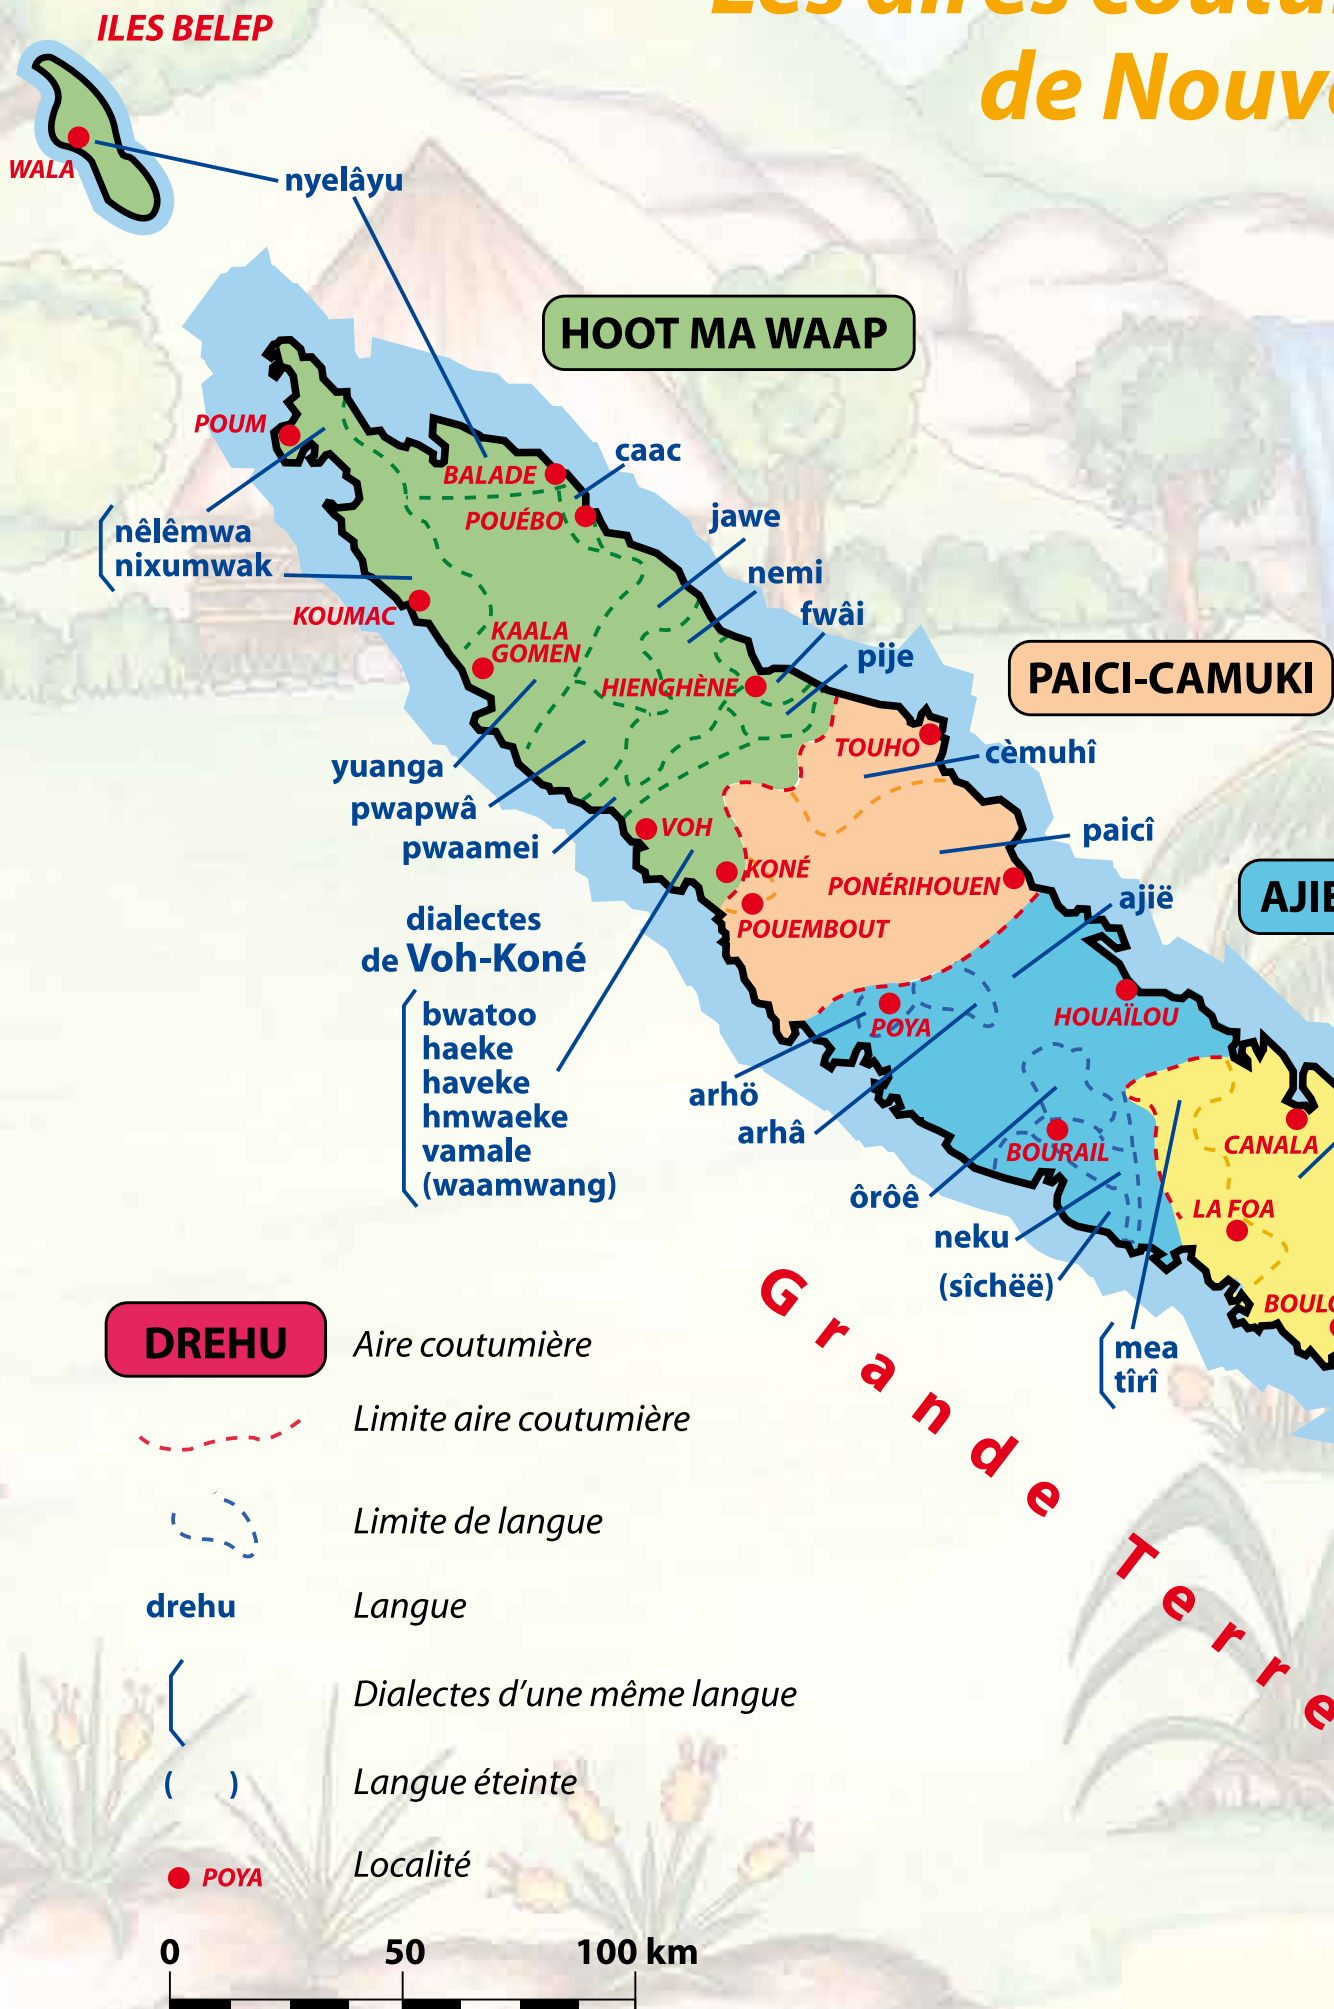 ILES BELEP
Les aires
de Nouv
WALA
nyelâyu
HOOT MA WAAP
POUM
BALADE
caac
POUÉBO
jawe
nêlêmwa
nixumwak
nemi
KOUMAC
fwâi
KAALA
GOMEN
pije
HIENGHÈNE
PAICI-CAMUKI
TOUHO
cèmuhî
yuanga
pwapwâ
pwaamei
VOH
paicî
KONÉ
PONÉRIHOUEN
ajië
AJIE
POUEMBOUT
dialectes
de Voh-Koné
bwatoo
haeke
haveke
hmwaeke
vamale
(waamwang)
POYA
HOUAÏLOU
arhö
arhâ
BOURAIL
CANALA
ôrôê
LA FOA
neku
(sîchëë)
BOULO
mea
tîrî
Grande Terre
DREHU Aire coutumière
Limite aire coutumière
Limite de langue
drehu Langue
Dialectes d’une même langue
( ) Langue éteinte
POYA Localité
0 50 100 km